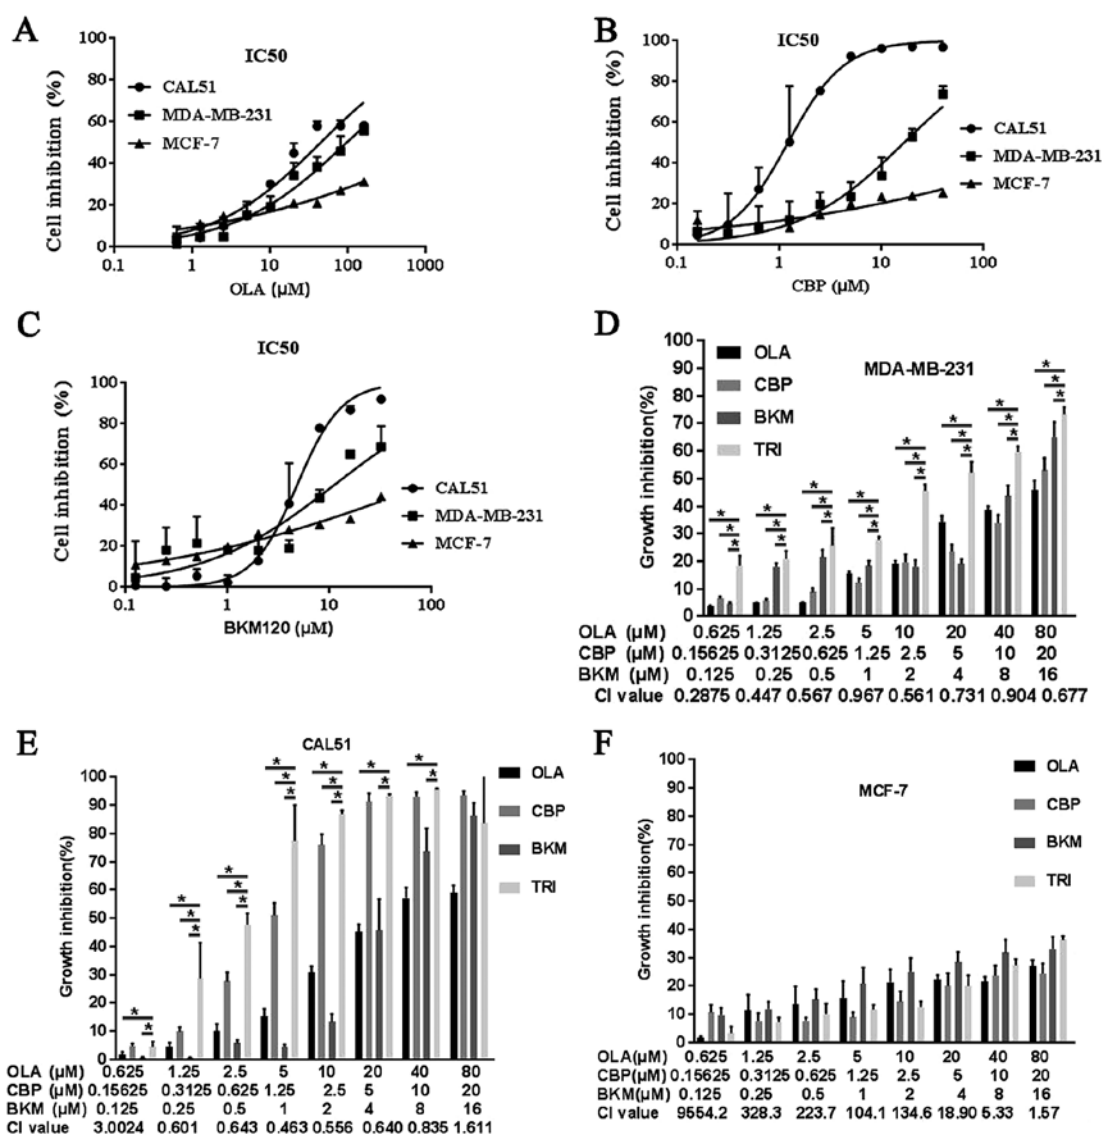 A
IC50
Cell inhibition (%)
100
80
60
40
20
0
CAL51
MDA-MB-231
MCF-7
0.1 1 10 100 1000
OLA (μM)
B
IC50
Cell inhibition (%)
100
80
60
40
20
0
CAL51
MDA-MB-231
MCF-7
0.1 1 10 100
CBP (μM)
C
IC50
Cell inhibition (%)
100
80
60
40
20
0
CAL51
MDA-MB-231
MCF-7
0.1 1 10 100
BKM120 (μM)
D
MDA-MB-231
Growth inhibition(%)
100
90
80
70
60
50
40
30
20
10
0
OLA
CBP
BKM
TRI
* * * * * * * * * * * * * * * * * * * * * * * *
OLA (μM) 0.625 1.25 2.5 5 10 20 40 80
CBP (μM) 0.15625 0.3125 0.625 1.25 2.5 5 10 20
BKM (μM) 0.125 0.25 0.5 1 2 4 8 16
CI value 0.2875 0.447 0.567 0.967 0.561 0.731 0.904 0.677
E
CAL51
Growth inhibition(%)
100
90
80
70
60
50
40
30
20
10
0
OLA
CBP
BKM
TRI
* * * * * * * * * * * * * * * * * *
OLA (μM) 0.625 1.25 2.5 5 10 20 40 80
CBP (μM) 0.15625 0.3125 0.625 1.25 2.5 5 10 20
BKM (μM) 0.125 0.25 0.5 1 2 4 8 16
CI value 3.0024 0.601 0.643 0.463 0.556 0.640 0.835 1.611
F
MCF-7
Growth inhibition(%)
100
90
80
70
60
50
40
30
20
10
0
OLA
CBP
BKM
TRI
OLA(μM) 0.625 1.25 2.5 5 10 20 40 80
CBP(μM) 0.15625 0.3125 0.625 1.25 2.5 5 10 20
BKM(μM) 0.125 0.25 0.5 1 2 4 8 16
CI value 9554.2 328.3 223.7 104.1 134.6 18.90 5.33 1.57